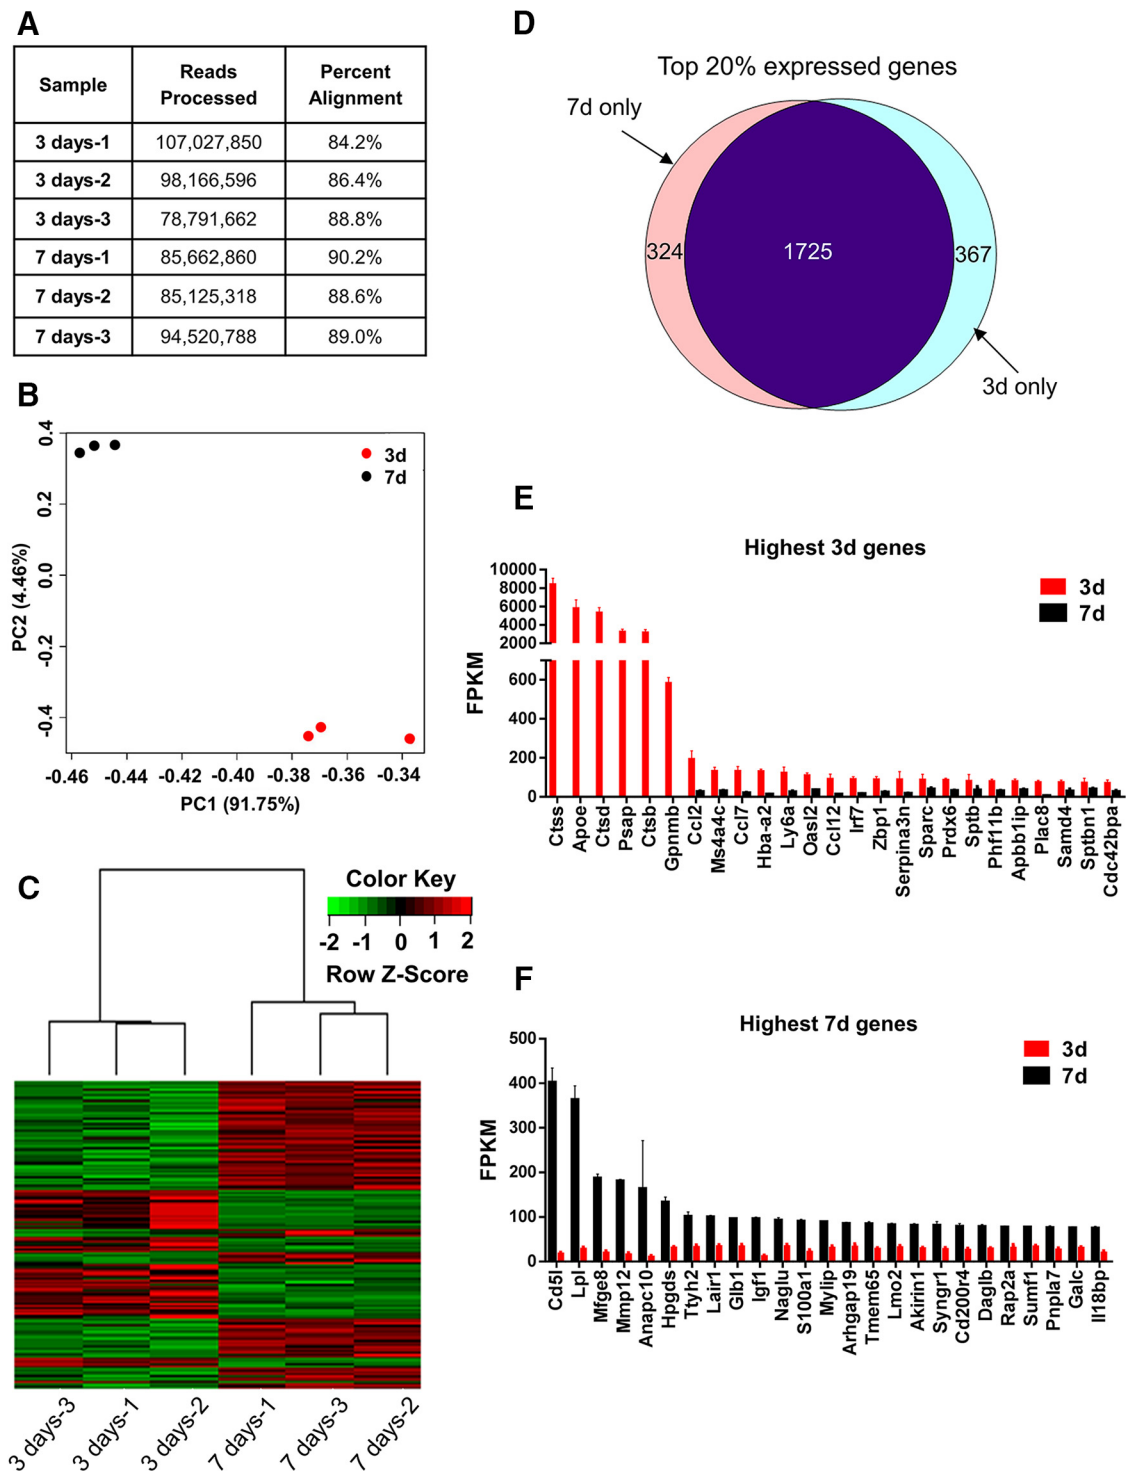 A
Sample Reads Processed Percent Alignment
3 days-1 107,027,850 84.2%
3 days-2 98,166,596 86.4%
3 days-3 78,791,662 88.8%
7 days-1 85,662,860 90.2%
7 days-2 85,125,318 88.6%
7 days-3 94,520,788 89.0%
B
PC2 (4.46%)
0.4
0.2
0.0
-0.2
-0.4
3d
7d
-0.46 -0.44 -0.42 -0.40 -0.38 -0.36 -0.34
PC1 (91.75%)
C
Color Key
-2 -1 0 1 2
Row Z-Score
3 days-3 3 days-1 3 days-2 7 days-1 7 days-3 7 days-2
D
Top 20% expressed genes
7d only
324 1725 367
3d only
E
Highest 3d genes
3d
7d
FPKM
10000
8000
6000
4000
2000
600
400
200
0
Ctss Apoe Ctsd Psap Ctsb Gpnmb Ccl2 Ms4a4c Ccl7 Hba-a2 Ly6a Oasl2 Ccl12 Irf7 Zbp1 Serpina3n Sparc Prdx6 Sptb Phf11b Apbb1ip Plac8 Samd4 Sptbn1 Cdc42bpa
F
Highest 7d genes
3d
7d
FPKM
500
400
300
200
100
0
Cd5l Lpl Mfge8 Mmp12 Anapc10 Hpgds Ttyh2 Lair1 Glb1 Igf1 Naglu S100a1 Mylip Arhgap19 Tmem65 Lmo2 Akirin1 Syngr1 Cd200r4 Daglb Rap2a Sumf1 Pnpla7 Galc Il18bp